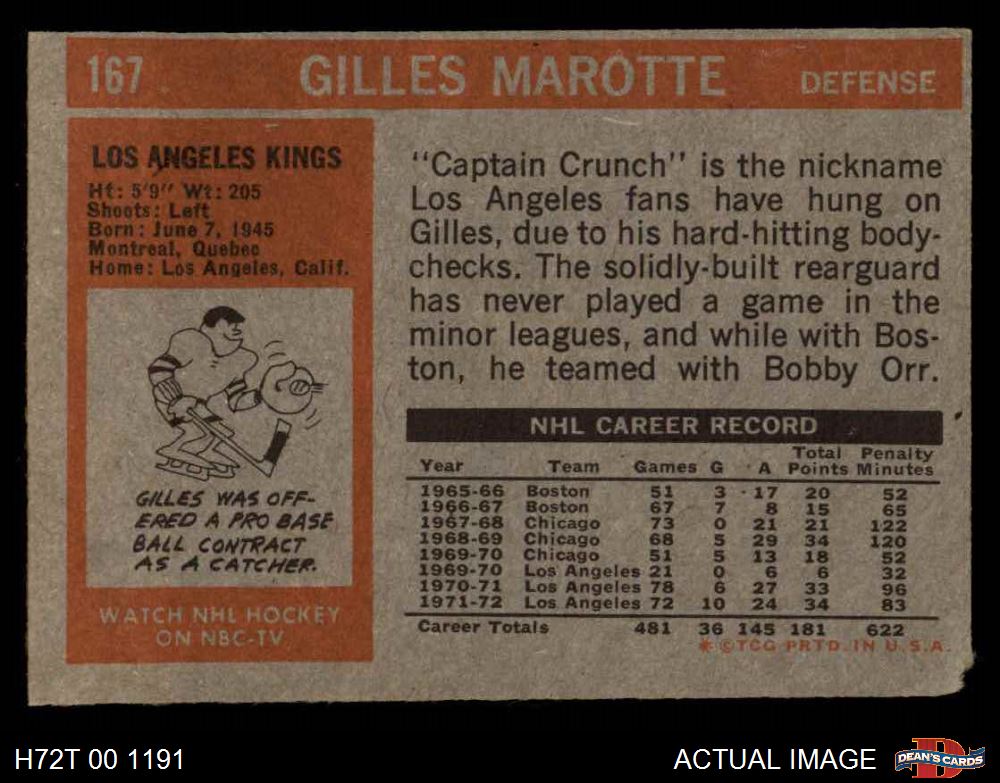 167 GILLES MAROTTE DEFENSE
LOS ANGELES KINGS
Ht: 5'9" Wt: 205
Shoots: Left
Born: June 7, 1945
Montreal, Quebec
Home: Los Angeles, Calif.
GILLES WAS OFF-
ERED A PRO BASE
BALL CONTRACT
AS A CATCHER.
WATCH NHL HOCKEY
ON NBC-TV
"Captain Crunch" is the nickname
Los Angeles fans have hung on
Gilles, due to his hard-hitting body-
checks. The solidly-built rearguard
has never played a game in the
minor leagues, and while with Bos-
ton, he teamed with Bobby Orr.
NHL CAREER RECORD
Total Penalty
Year Team Games G A Points Minutes
1965-66 Boston 51 3 17 20 52
1966-67 Boston 67 7 8 15 65
1967-68 Chicago 73 0 21 21 122
1968-69 Chicago 68 5 29 34 120
1969-70 Chicago 51 5 13 18 52
1969-70 Los Angeles 21 0 6 6 32
1970-71 Los Angeles 78 6 27 33 96
1971-72 Los Angeles 72 10 24 34 83
Career Totals 481 36 145 181 622
* © TCG PRTD. IN U.S.A.
H72T 00 1191 ACTUAL IMAGE
D
DEAN'S CARDS